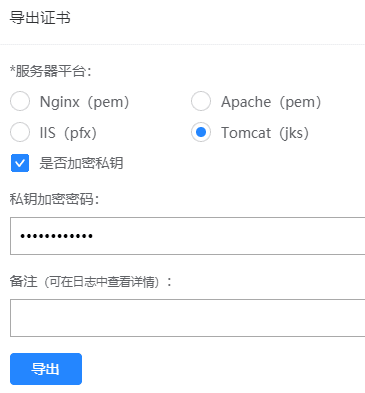 导出证书
*服务器平台：
Nginx（pem） Apache（pem）
IIS（pfx） Tomcat（jks）
是否加密私钥
私钥加密密码：
••••••••••••
备注（可在日志中查看详情）：
导出